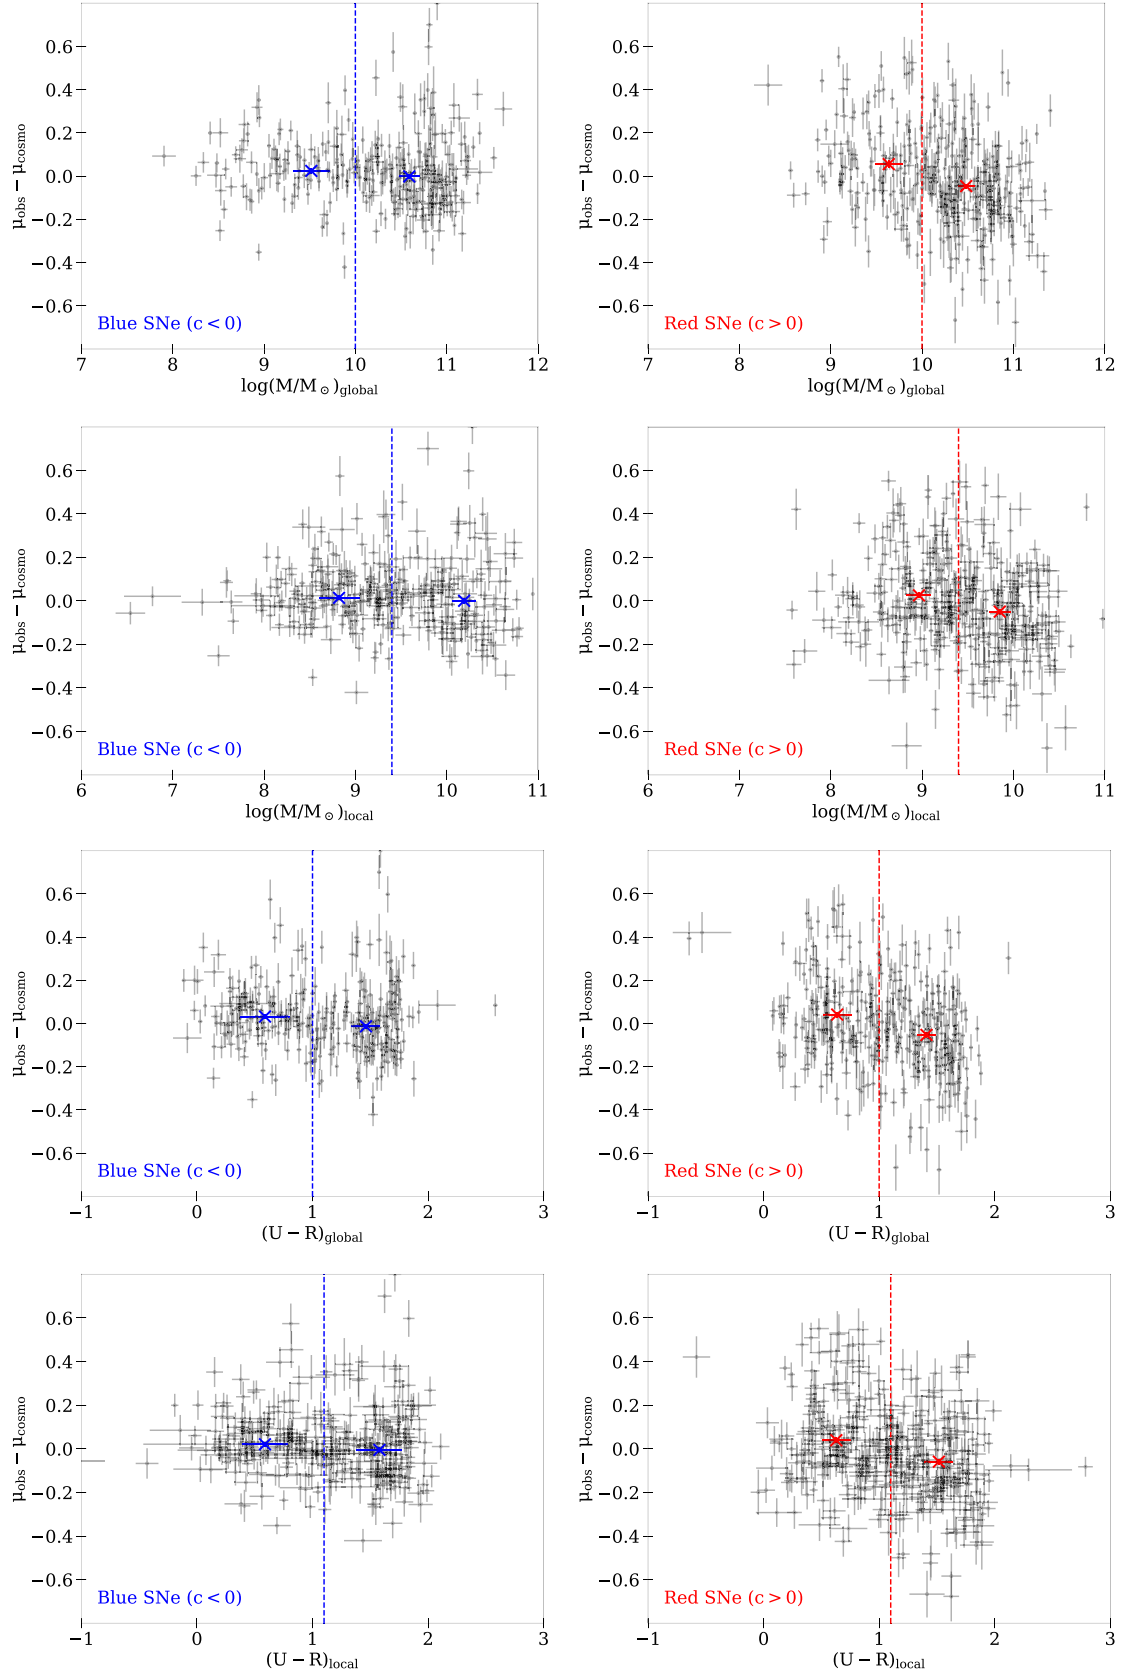 0.6
0.4
0.2
0.0
−0.2
−0.4
−0.6
μobs − μcosmo
Blue SNe (c < 0)
7 8 9 10 11 12
log(M/M⊙)global
0.6
0.4
0.2
0.0
−0.2
−0.4
−0.6
μobs − μcosmo
Red SNe (c > 0)
7 8 9 10 11 12
log(M/M⊙)global
0.6
0.4
0.2
0.0
−0.2
−0.4
−0.6
μobs − μcosmo
Blue SNe (c < 0)
6 7 8 9 10 11
log(M/M⊙)local
0.6
0.4
0.2
0.0
−0.2
−0.4
−0.6
μobs − μcosmo
Red SNe (c > 0)
6 7 8 9 10 11
log(M/M⊙)local
0.6
0.4
0.2
0.0
−0.2
−0.4
−0.6
μobs − μcosmo
Blue SNe (c < 0)
−1 0 1 2 3
(U − R)global
0.6
0.4
0.2
0.0
−0.2
−0.4
−0.6
μobs − μcosmo
Red SNe (c > 0)
−1 0 1 2 3
(U − R)global
0.6
0.4
0.2
0.0
−0.2
−0.4
−0.6
μobs − μcosmo
Blue SNe (c < 0)
−1 0 1 2 3
(U − R)local
0.6
0.4
0.2
0.0
−0.2
−0.4
−0.6
μobs − μcosmo
Red SNe (c > 0)
−1 0 1 2 3
(U − R)local